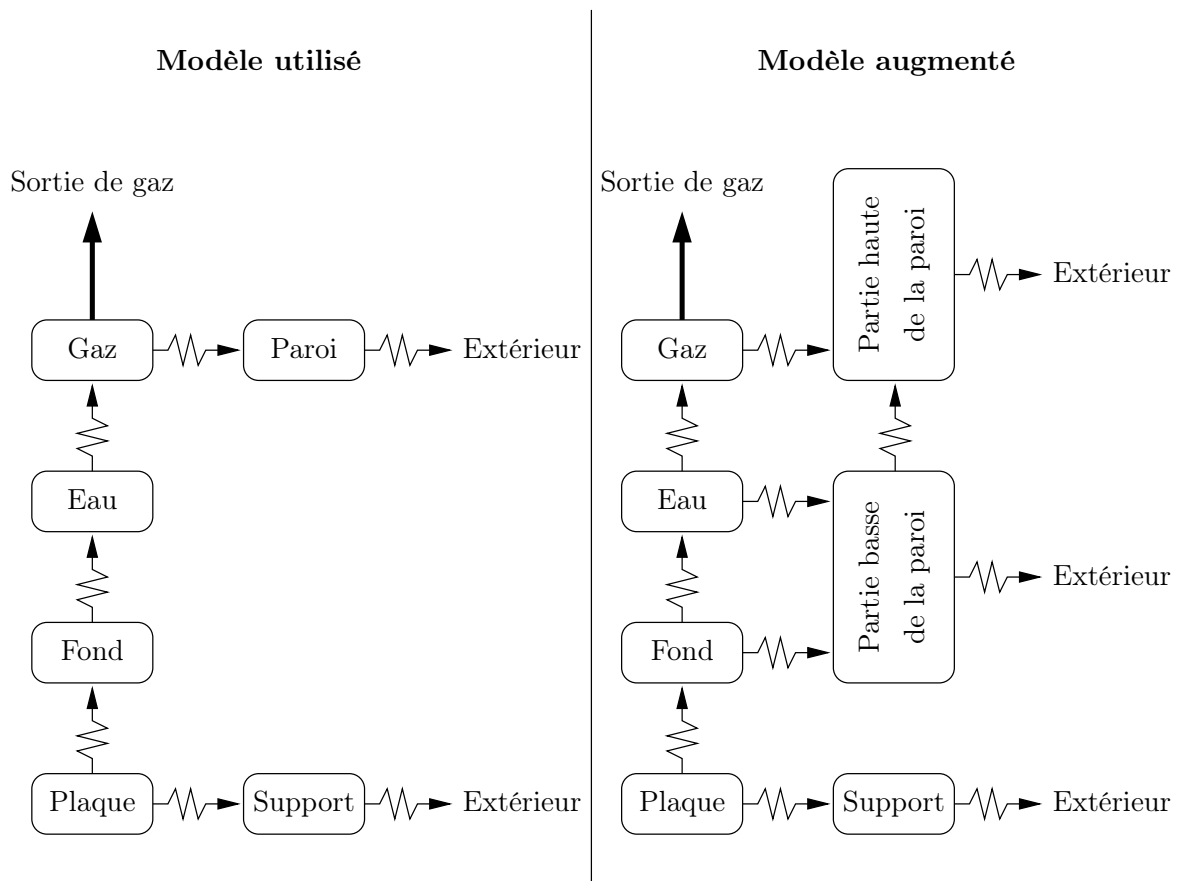 Modèle utilisé
Sortie de gaz
Gaz
Paroi
Extérieur
Eau
Fond
Plaque
Support
Extérieur
Modèle augmenté
Sortie de gaz
Partie haute
de la paroi
Extérieur
Gaz
Eau
Partie basse
de la paroi
Extérieur
Fond
Plaque
Support
Extérieur